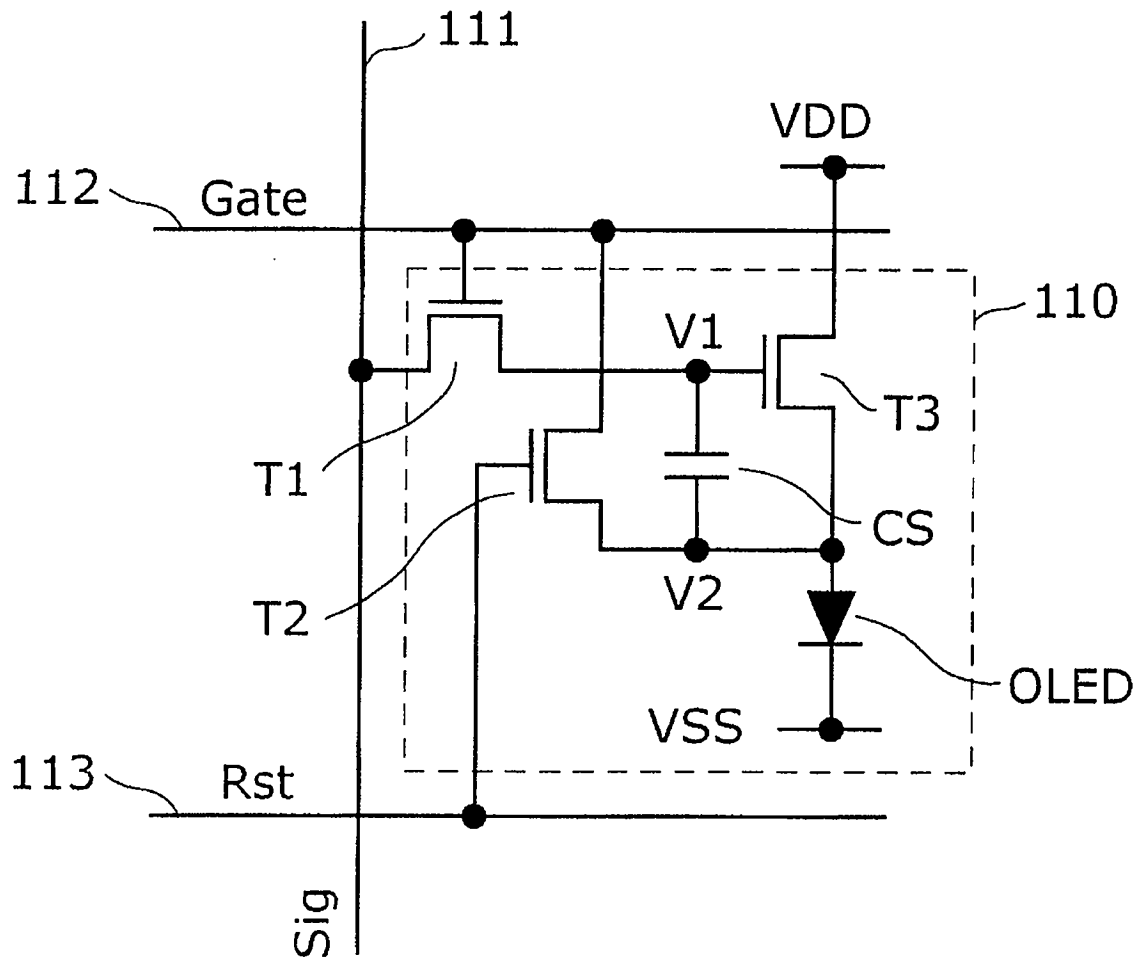 111
VDD
112
Gate
110
V1
T3
T1
CS
T2
V2
OLED
VSS
113
Rst
Sig